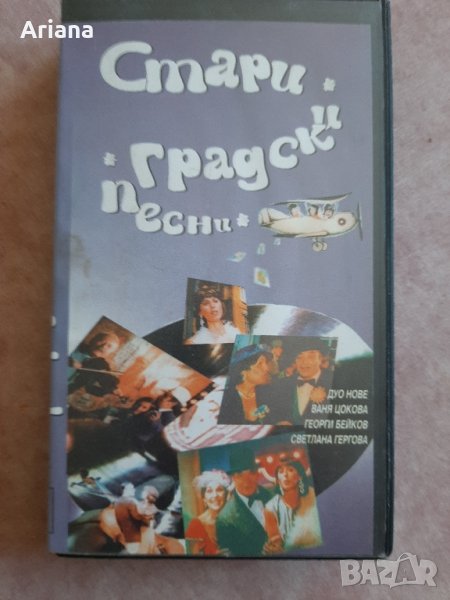 Ariana
Стари
градски
песни
ДУО НОВЕ
ВАНЯ ЦОКОВА
ГЕОРГИ БЕЙКОВ
СВЕТЛАНА ГЕРГОВА
BAZAR